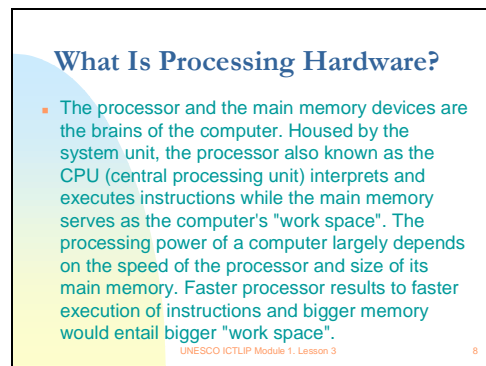 What Is Processing Hardware?
The processor and the main memory devices are
the brains of the computer. Housed by the
system unit, the processor also known as the
CPU (central processing unit) interprets and
executes instructions while the main memory
serves as the computer's "work space". The
processing power of a computer largely depends
on the speed of the processor and size of its
main memory. Faster processor results to faster
execution of instructions and bigger memory
would entail bigger "work space".
UNESCO ICTLIP Module 1. Lesson 3 8